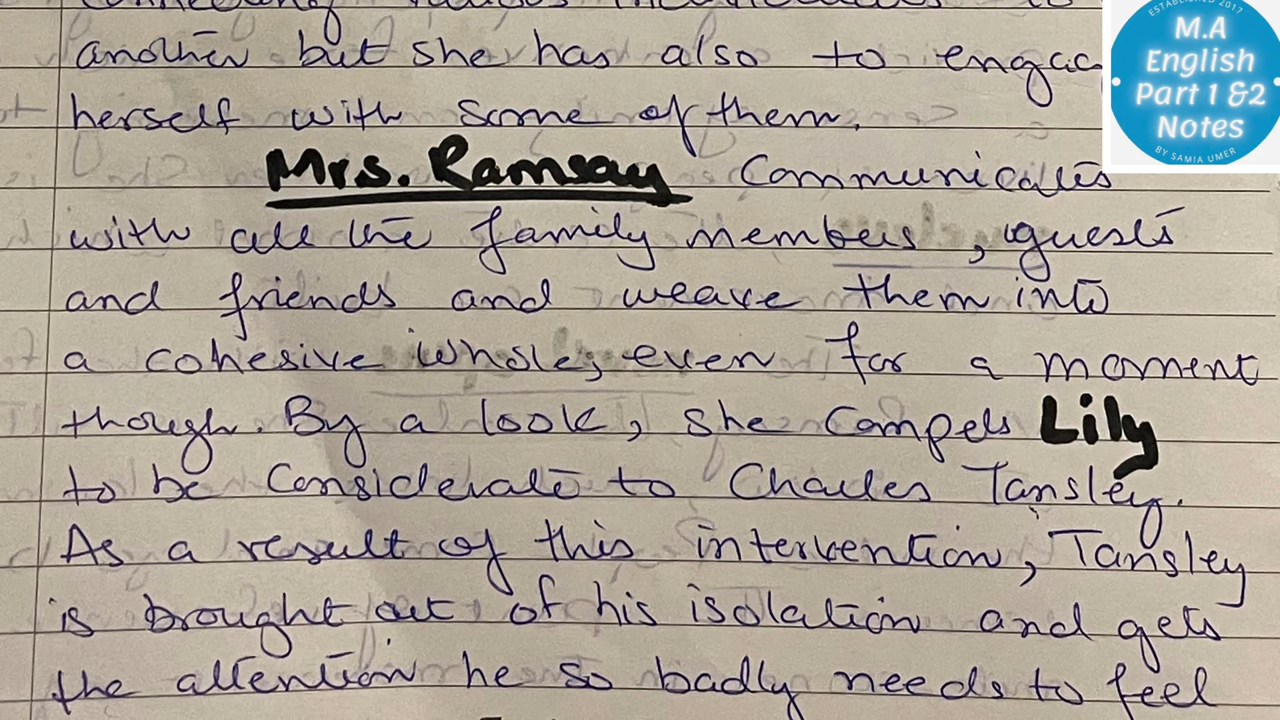 another but she has also to engag
herself with some of them.
Mrs. Ramsay Communicates
with all the family members, guests
and friends and weave them into
a cohesive whole, even for a moment
though. By a look, she compels Lily
to be Considerate to Charles Tansley.
As a result of this intervention, Tansley
is brought out of his isolation and gets
the attention he so badly needs to feel
ESTABLISHED 2017
M.A
English
Part 1 &2
Notes
BY SAMIA UMER